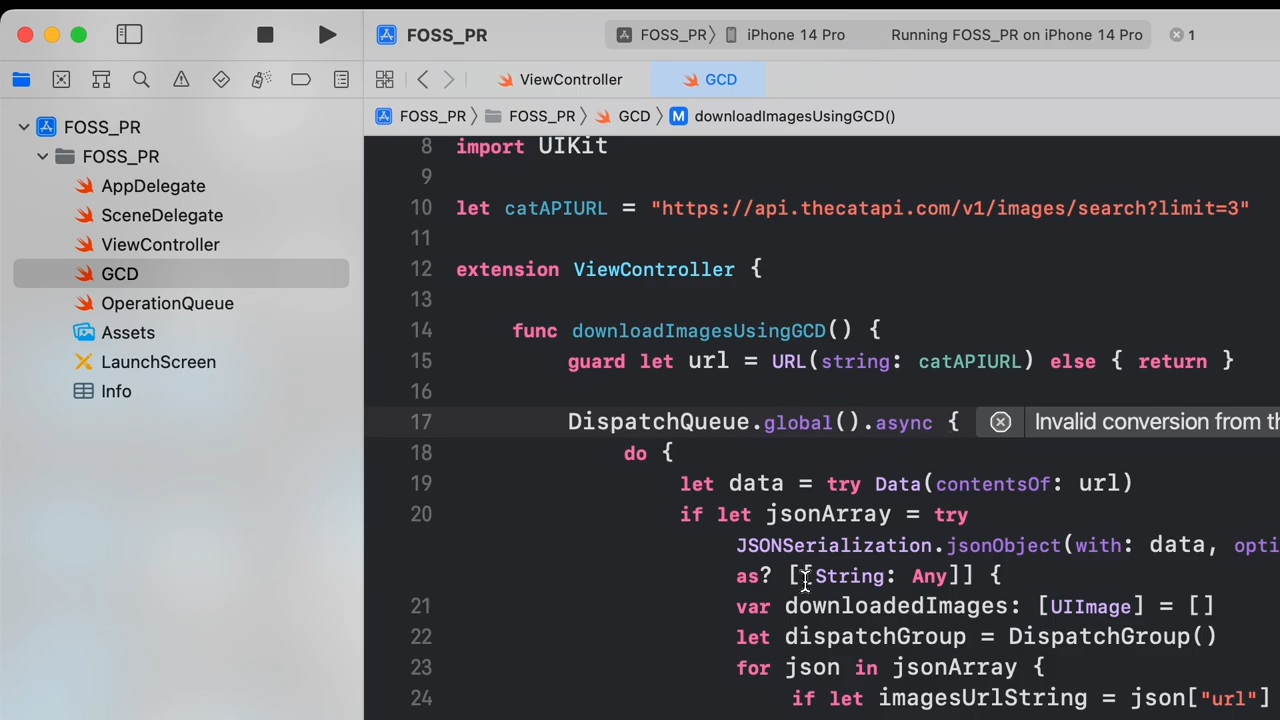 FOSS_PR
FOSS_PR 〉 iPhone 14 Pro
Running FOSS_PR on iPhone 14 Pro
1
ViewController
GCD
FOSS_PR 〉 FOSS_PR 〉 GCD 〉 M downloadImagesUsingGCD()
FOSS_PR
FOSS_PR
AppDelegate
SceneDelegate
ViewController
GCD
OperationQueue
Assets
LaunchScreen
Info
8 import UIKit
9
10 let catAPIURL = "https://api.thecatapi.com/v1/images/search?limit=3"
11
12 extension ViewController {
13
14 func downloadImagesUsingGCD() {
15 guard let url = URL(string: catAPIURL) else { return }
16
17 DispatchQueue.global().async { Invalid conversion from th
18 do {
19 let data = try Data(contentsOf: url)
20 if let jsonArray = try
JSONSerialization.jsonObject(with: data, opti
as? [[String: Any]] {
21 var downloadedImages: [UIImage] = []
22 let dispatchGroup = DispatchGroup()
23 for json in jsonArray {
24 if let imagesUrlString = json["url"]